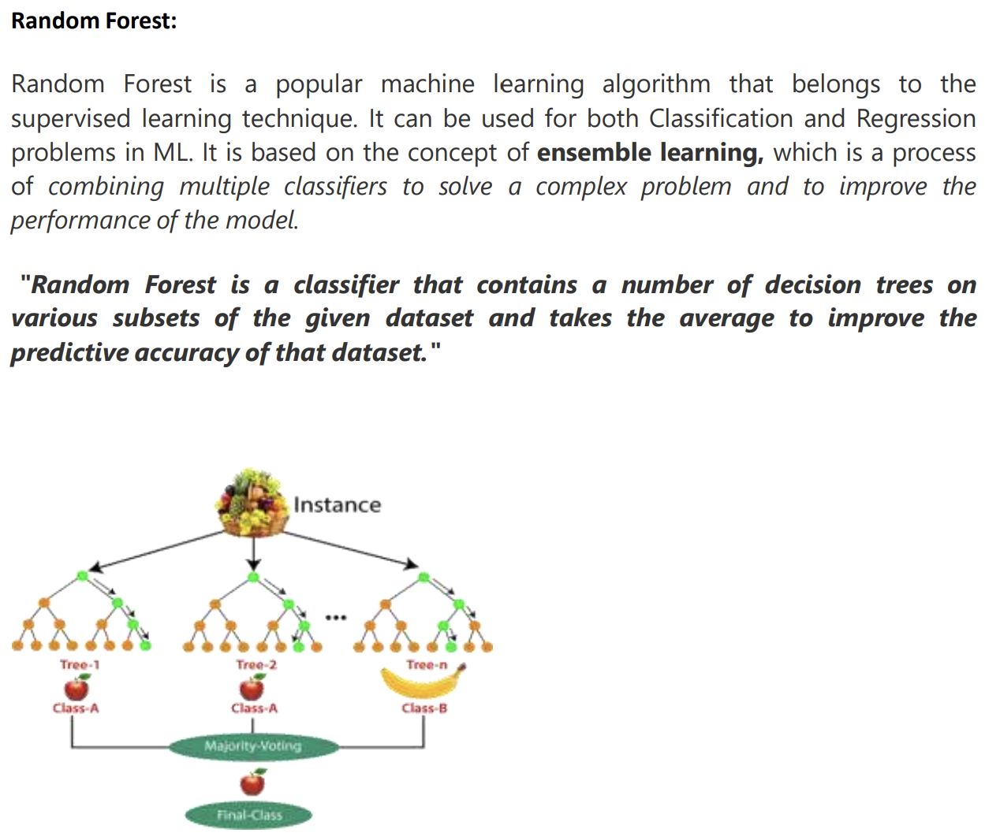 Random Forest:
Random Forest is a popular machine learning algorithm that belongs to the
supervised learning technique. It can be used for both Classification and Regression
problems in ML. It is based on the concept of ensemble learning, which is a process
of combining multiple classifiers to solve a complex problem and to improve the
performance of the model.
"Random Forest is a classifier that contains a number of decision trees on
various subsets of the given dataset and takes the average to improve the
predictive accuracy of that dataset."
Instance
...
Tree-1 Tree-2 Tree-n
Class-A Class-A Class-B
Majority-Voting
Final-Class